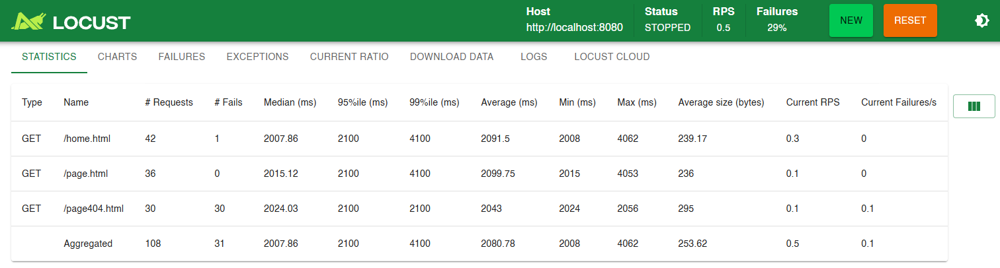 LOCUST
Host
http://localhost:8080
Status
STOPPED
RPS
0.5
Failures
29%
NEW
RESET
STATISTICS CHARTS FAILURES EXCEPTIONS CURRENT RATIO DOWNLOAD DATA LOGS LOCUST CLOUD
Type Name # Requests # Fails Median (ms) 95%ile (ms) 99%ile (ms) Average (ms) Min (ms) Max (ms) Average size (bytes) Current RPS Current Failures/s
GET /home.html 42 1 2007.86 2100 4100 2091.5 2008 4062 239.17 0.3 0
GET /page.html 36 0 2015.12 2100 4100 2099.75 2015 4053 236 0.1 0
GET /page404.html 30 30 2024.03 2100 2100 2043 2024 2056 295 0.1 0.1
Aggregated 108 31 2007.86 2100 4100 2080.78 2008 4062 253.62 0.5 0.1